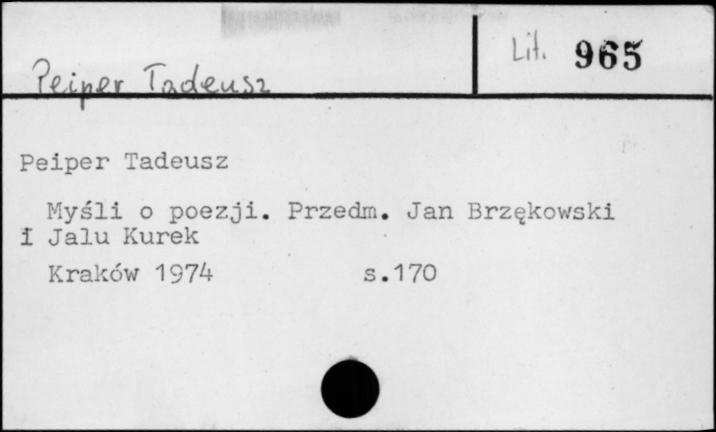 Lit. 965
Peiper Tadeusz
Peiper Tadeusz
Myśli o poezji. Przedm. Jan Brzękowski
i Jalu Kurek
Kraków 1974 s.170